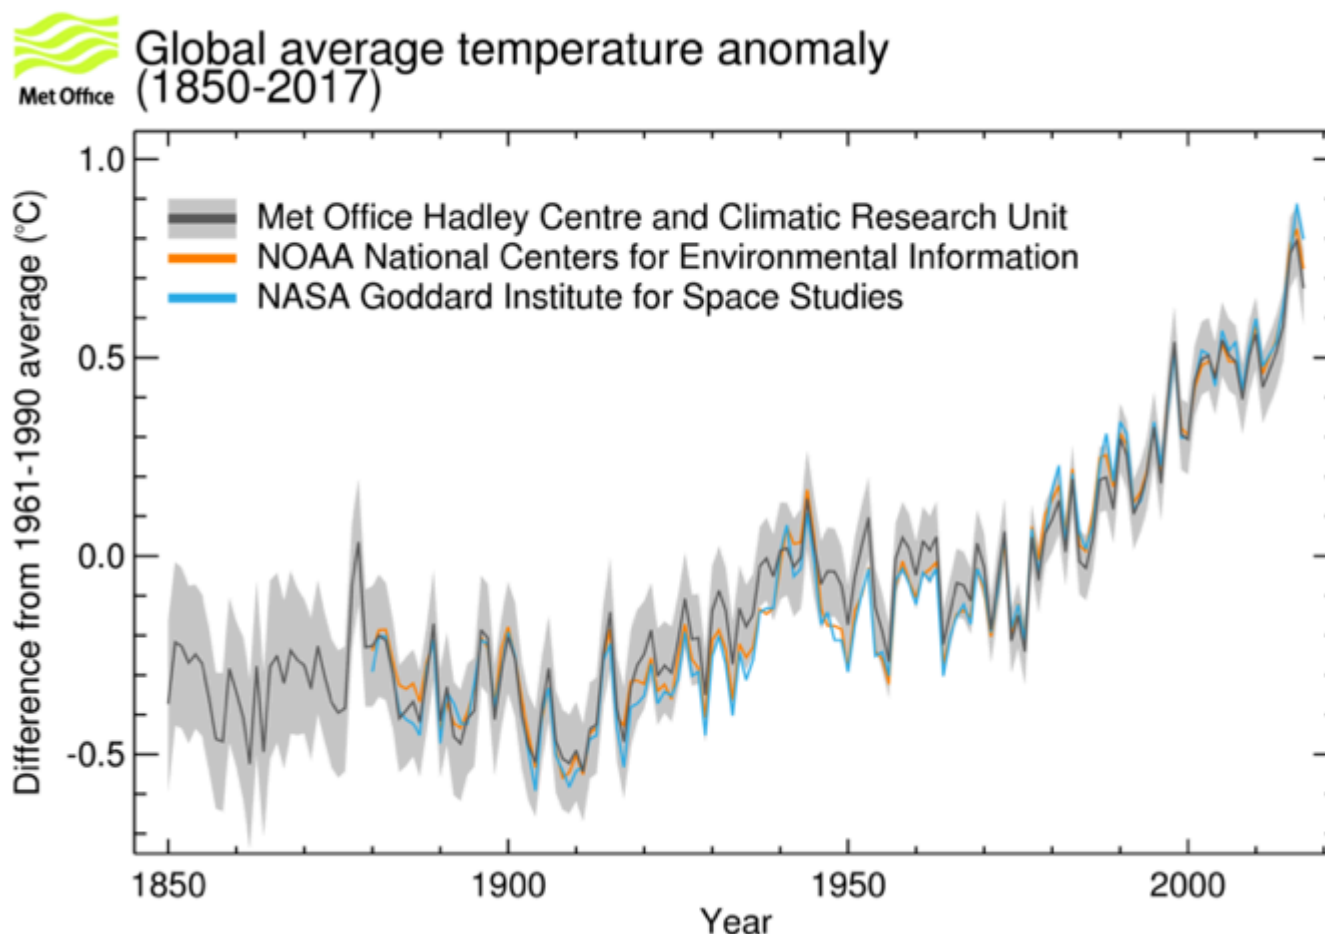 Met Office
Global average temperature anomaly
(1850-2017)
Difference from 1961-1990 average (°C)
1.0
0.5
0.0
-0.5
Met Office Hadley Centre and Climatic Research Unit
NOAA National Centers for Environmental Information
NASA Goddard Institute for Space Studies
1850
1900
1950
2000
Year